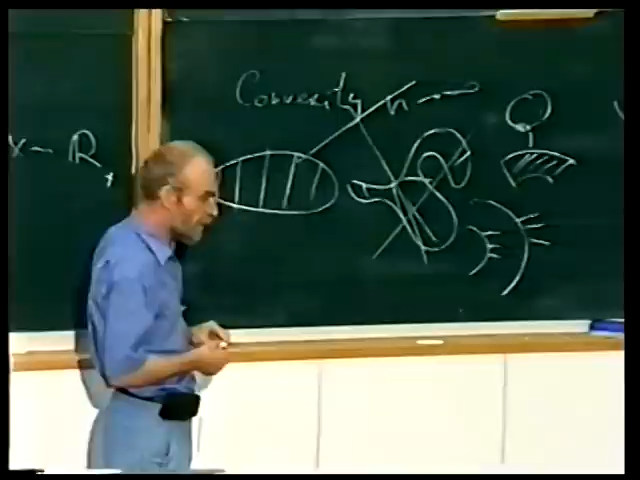 Convexity n → ∞
x — ℝ₊